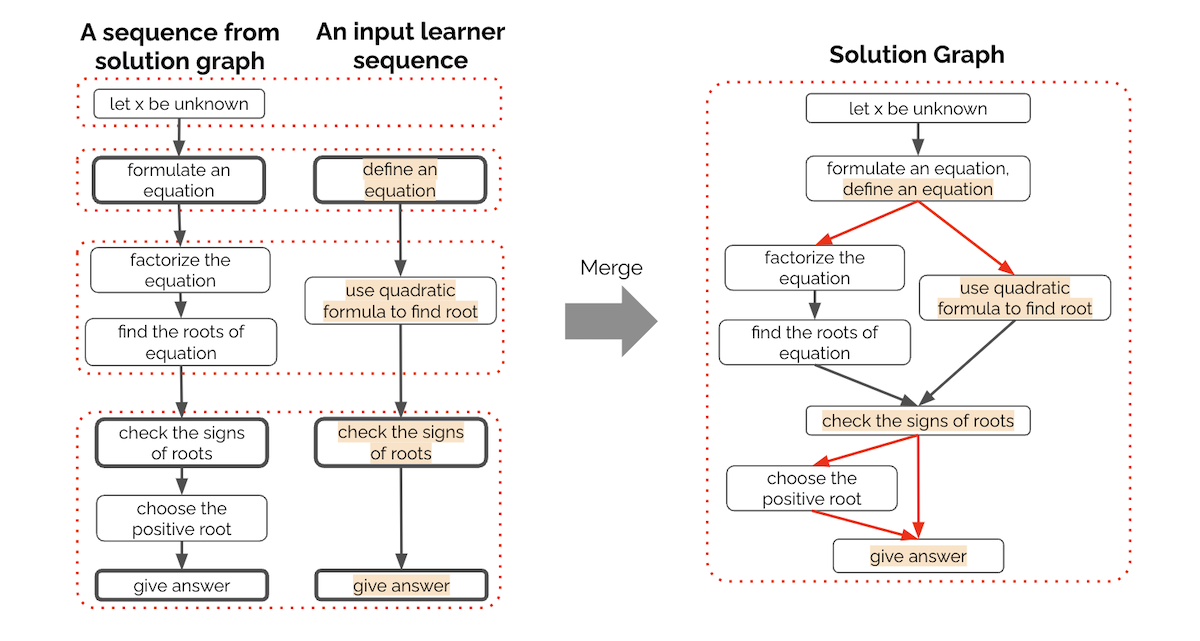 A sequence from
solution graph
let x be unknown
formulate an
equation
factorize the
equation
find the roots of
equation
check the signs
of roots
choose the
positive root
give answer
An input learner
sequence
define an
equation
use quadratic
formula to find root
check the signs
of roots
give answer
Merge
Solution Graph
let x be unknown
formulate an equation,
define an equation
factorize the
equation
find the roots of
equation
use quadratic
formula to find root
check the signs of roots
choose the
positive root
give answer